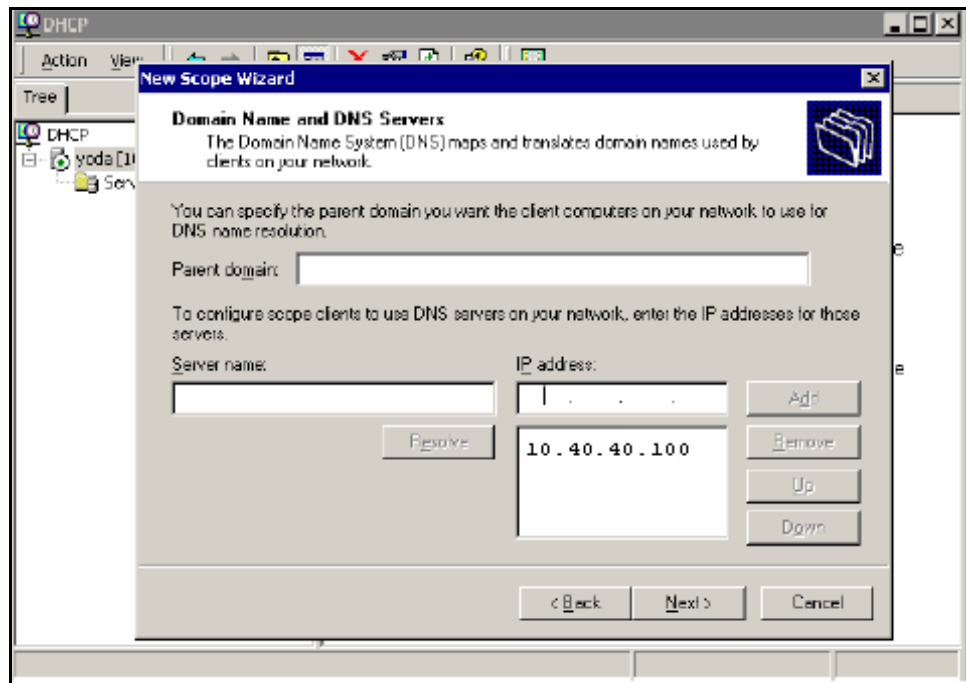 DHCP
Action View
New Scope Wizard
Tree
Domain Name and DNS Servers
The Domain Name System (DNS) maps and translates domain names used by
clients on your network.
DHCP
yoda [10
Serv
You can specify the parent domain you want the client computers on your network to use for
DNS name resolution.
e
Parent domain:
To configure scope clients to use DNS servers on your network, enter the IP addresses for those
servers.
Server name:
IP address:
e
. . .
Add
Resolve
10.40.40.100
Remove
Up
Down
< Back
Next >
Cancel